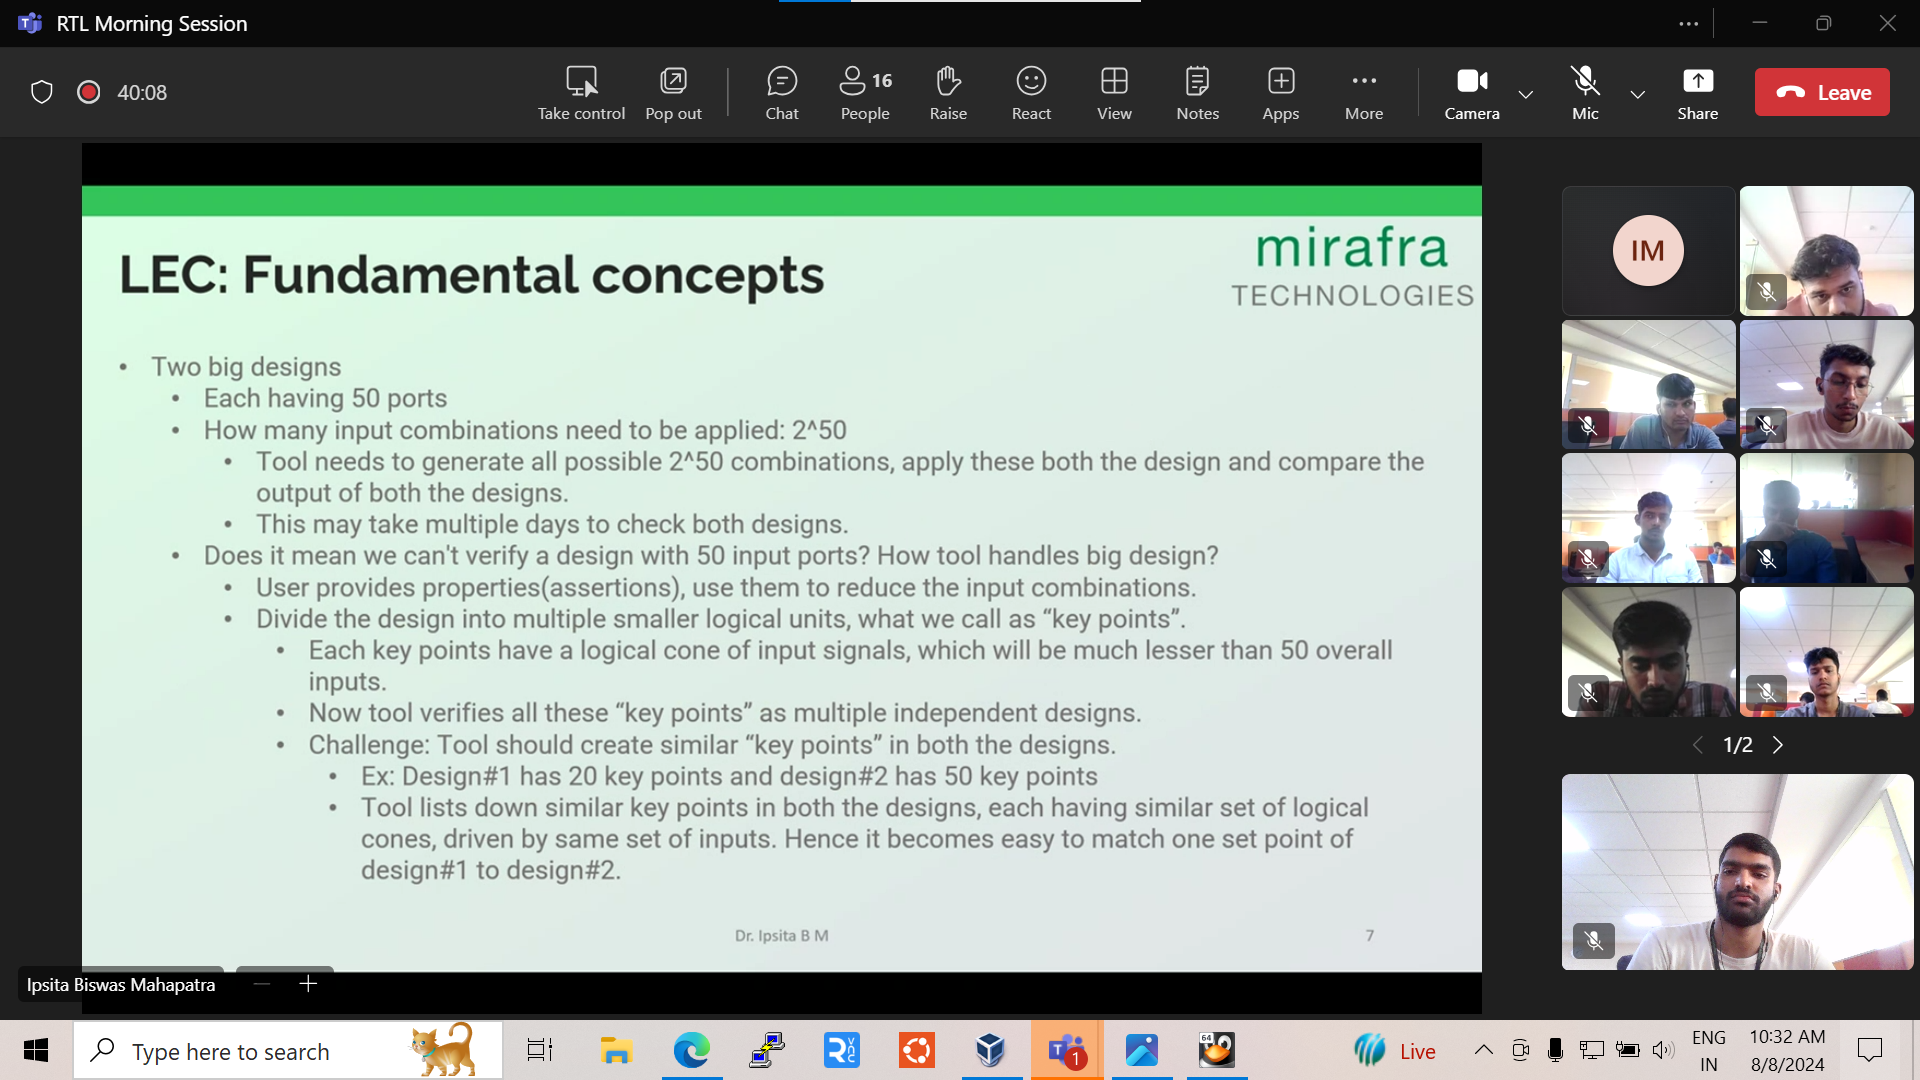 RTL Morning Session
40:08
Take control
Pop out
Chat
16
People
Raise
React
View
Notes
Apps
More
Camera
Mic
Share
Leave
mirafra
TECHNOLOGIES
LEC: Fundamental concepts
• Two big designs
• Each having 50 ports
• How many input combinations need to be applied: 2^50
• Tool needs to generate all possible 2^50 combinations, apply these both the design and compare the
output of both the designs.
• This may take multiple days to check both designs.
• Does it mean we can't verify a design with 50 input ports? How tool handles big design?
• User provides properties(assertions), use them to reduce the input combinations.
• Divide the design into multiple smaller logical units, what we call as “key points”.
• Each key points have a logical cone of input signals, which will be much lesser than 50 overall
inputs.
• Now tool verifies all these “key points” as multiple independent designs.
• Challenge: Tool should create similar “key points” in both the designs.
• Ex: Design#1 has 20 key points and design#2 has 50 key points
• Tool lists down similar key points in both the designs, each having similar set of logical
cones, driven by same set of inputs. Hence it becomes easy to match one set point of
design#1 to design#2.
Dr. Ipsita B M
7
Ipsita Biswas Mahapatra
IM
1/2
Type here to search
1
64
Live
ENG
IN
10:32 AM
8/8/2024